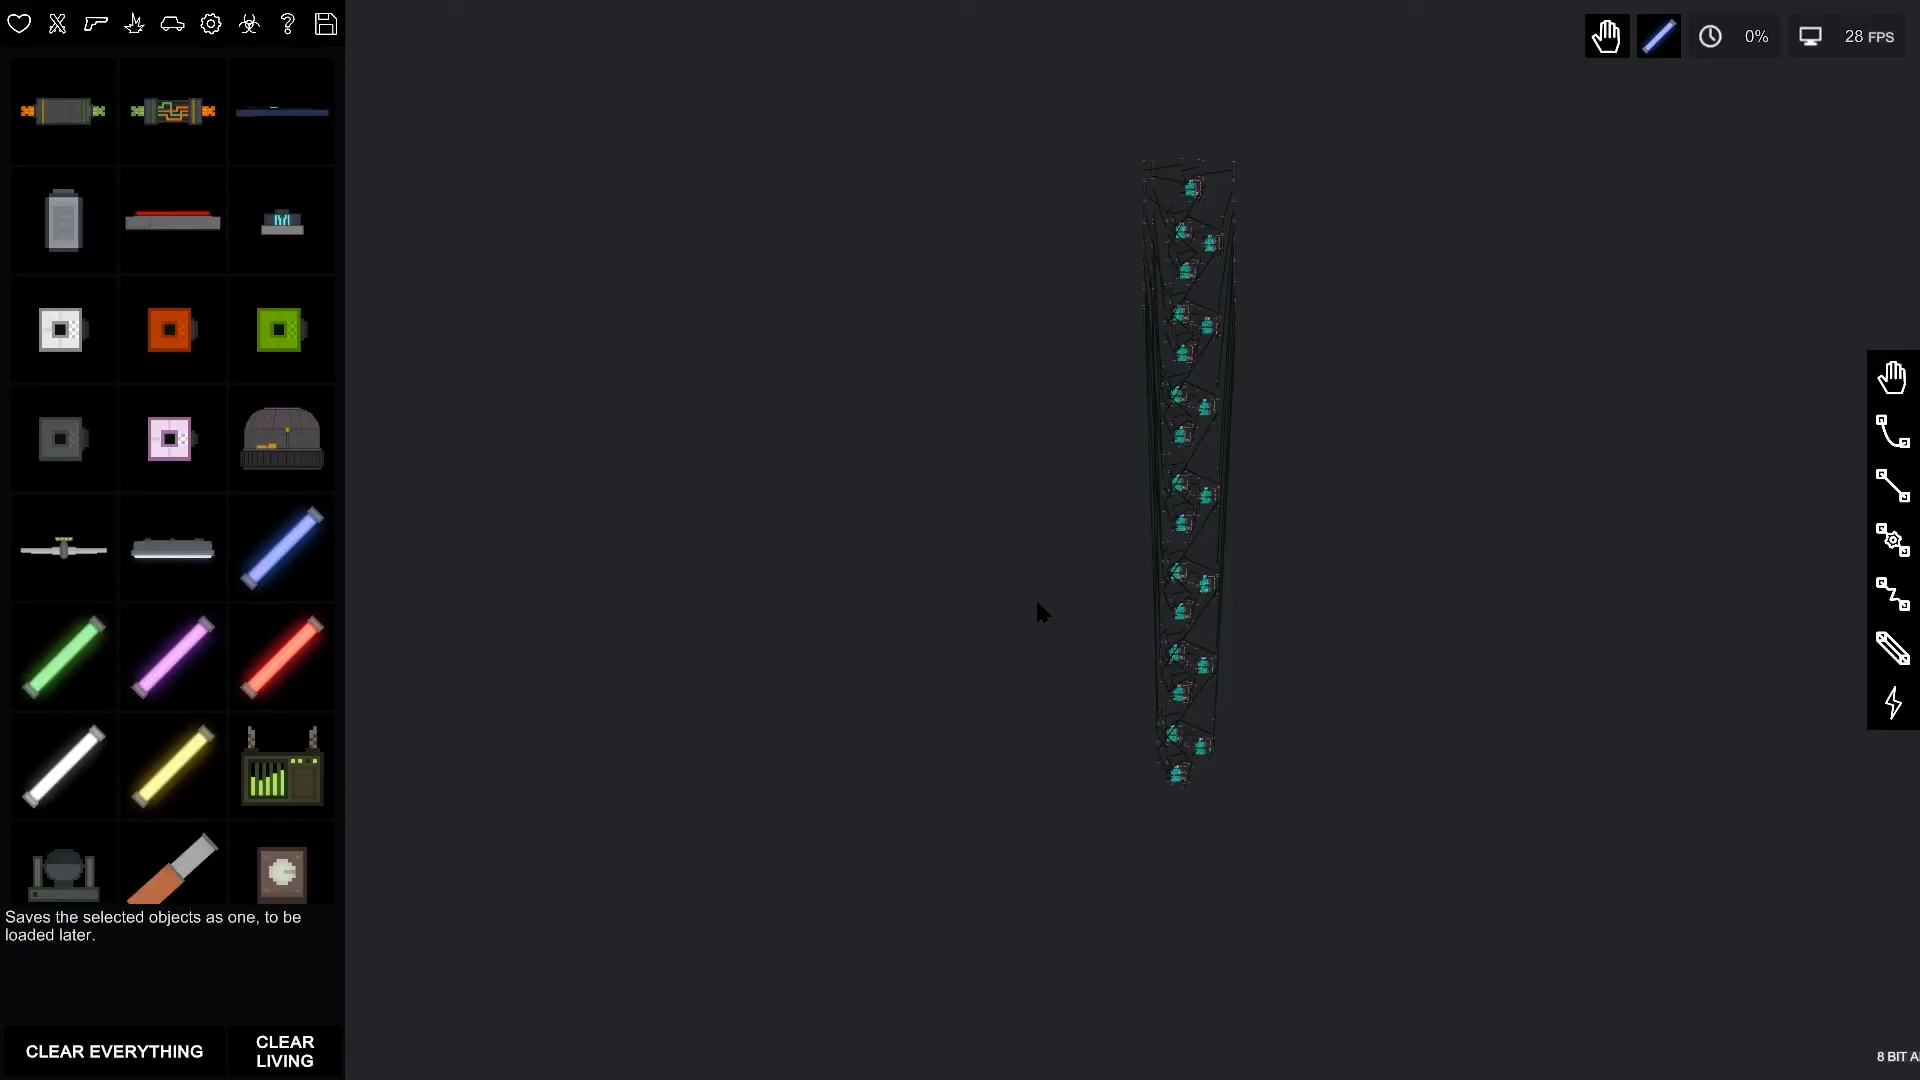 0%
28 FPS
Saves the selected objects as one, to be
loaded later.
CLEAR EVERYTHING
CLEAR
LIVING
8 BIT A